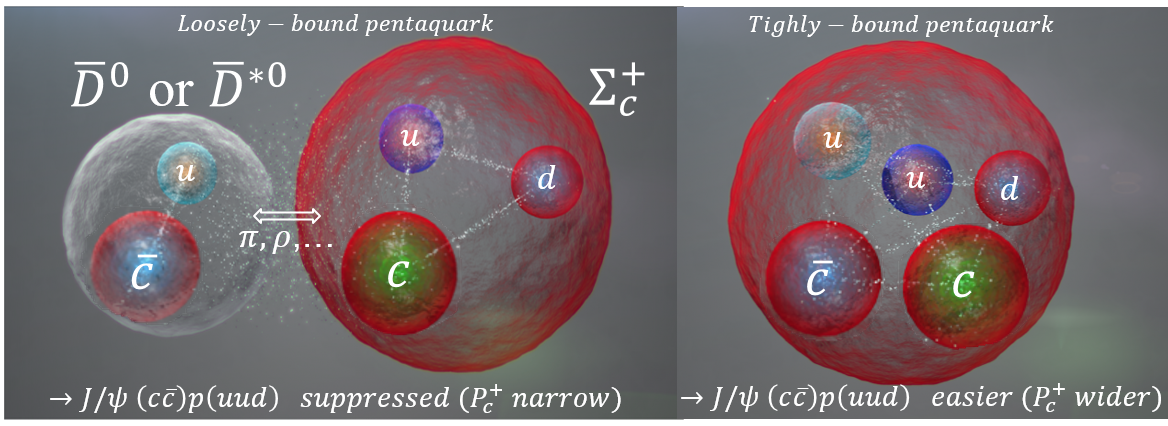 Loosely – bound pentaquark
D̄⁰ or D̄*⁰
Σc⁺
u
u
d
π, ρ, ...
c̄
c
→ J/ψ (cc̄)p(uud) suppressed (Pc⁺ narrow)
Tighly – bound pentaquark
u
u
d
c̄
c
→ J/ψ (cc̄)p(uud) easier (Pc⁺ wider)